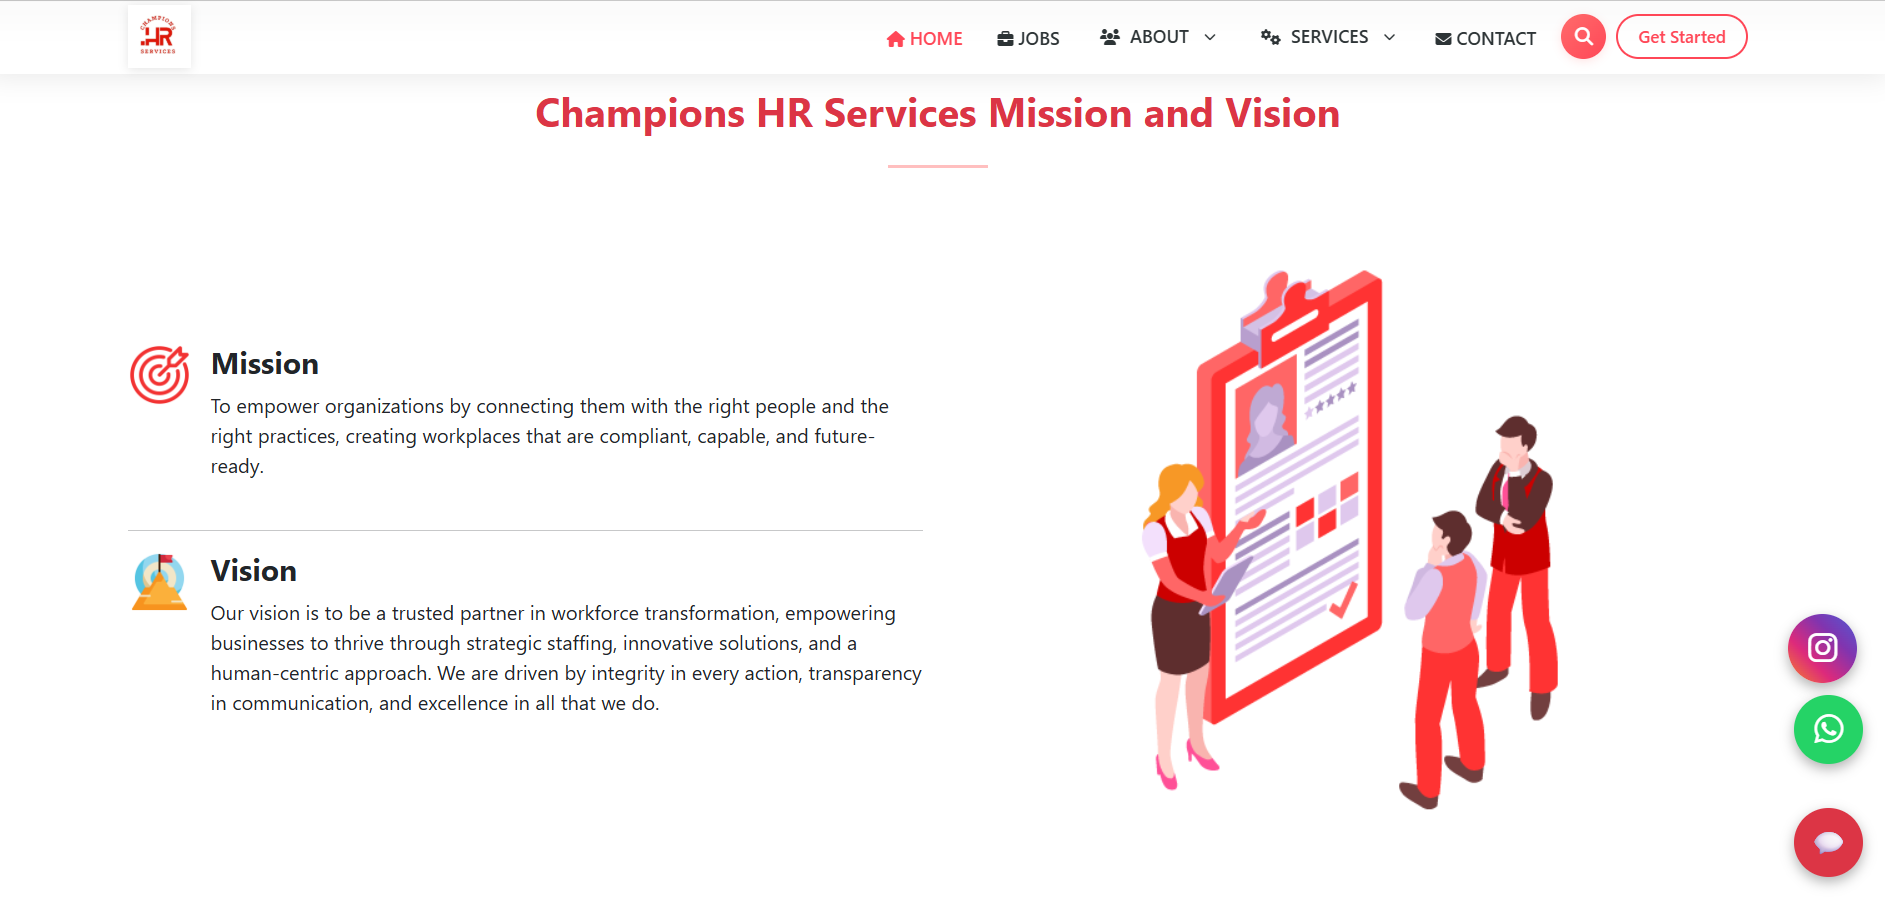 CHAMPIONS
HR
SERVICES
HOME
JOBS
ABOUT
SERVICES
CONTACT
Get Started
Champions HR Services Mission and Vision
Mission
To empower organizations by connecting them with the right people and the
right practices, creating workplaces that are compliant, capable, and future-
ready.
Vision
Our vision is to be a trusted partner in workforce transformation, empowering
businesses to thrive through strategic staffing, innovative solutions, and a
human-centric approach. We are driven by integrity in every action, transparency
in communication, and excellence in all that we do.